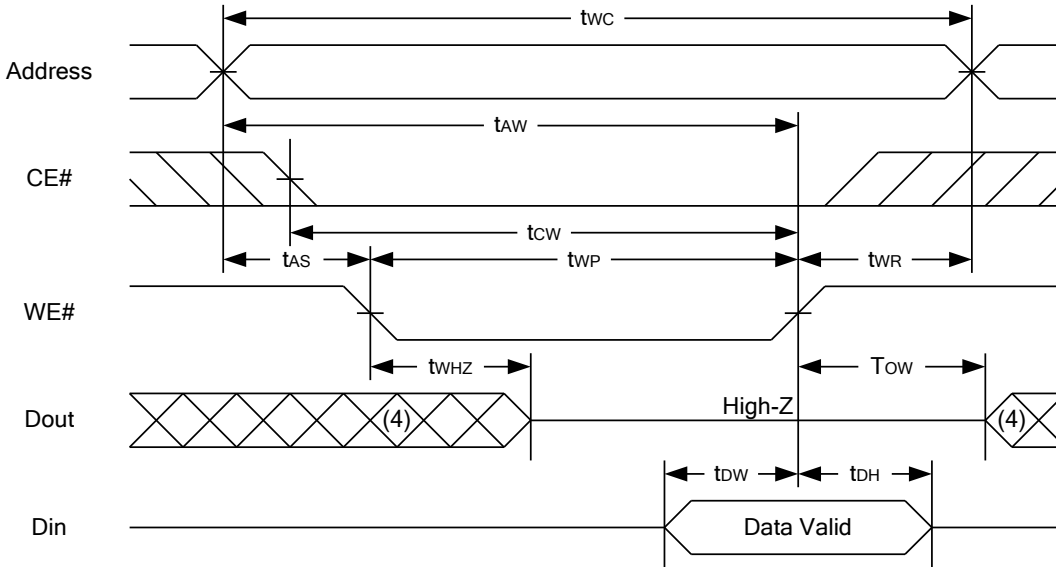 tWC
Address
tAW
CE#
tCW
tAS tWP tWR
WE#
tWHZ TOW
Dout (4) High-Z (4)
tDW tDH
Din Data Valid